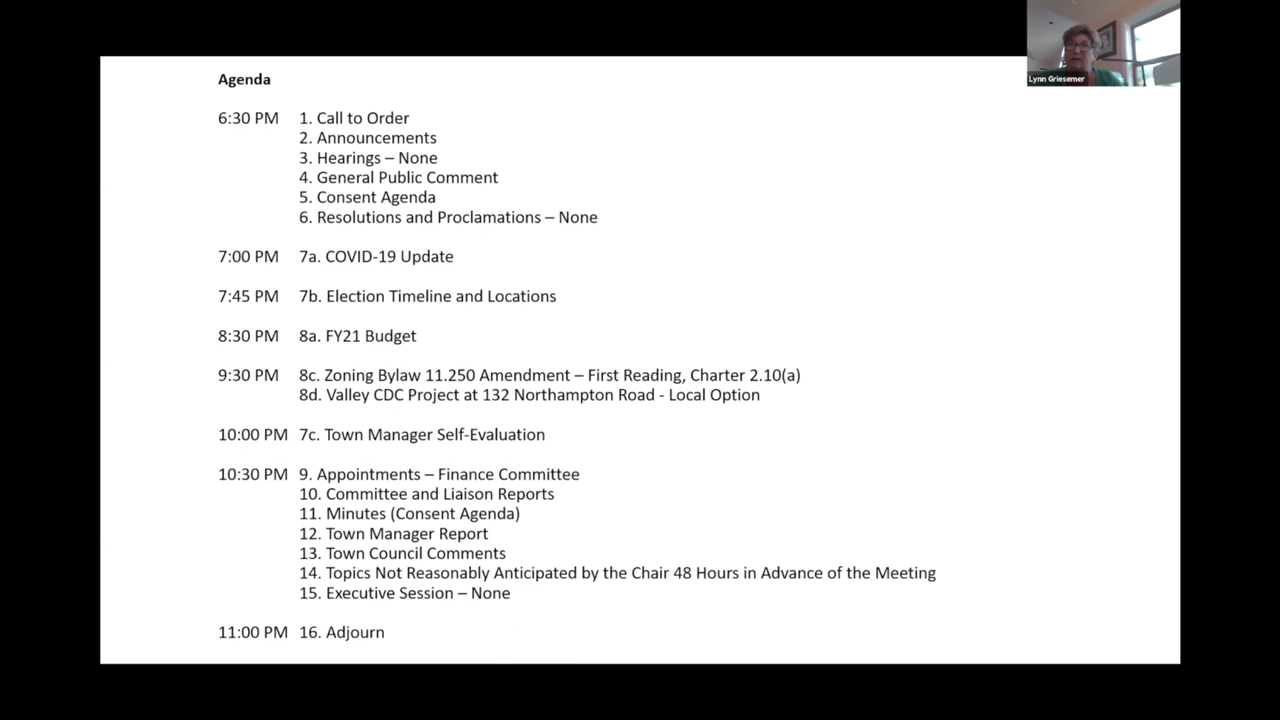 Lynn Griesemer
Agenda
6:30 PM 1. Call to Order
2. Announcements
3. Hearings – None
4. General Public Comment
5. Consent Agenda
6. Resolutions and Proclamations – None
7:00 PM 7a. COVID-19 Update
7:45 PM 7b. Election Timeline and Locations
8:30 PM 8a. FY21 Budget
9:30 PM 8c. Zoning Bylaw 11.250 Amendment – First Reading, Charter 2.10(a)
8d. Valley CDC Project at 132 Northampton Road - Local Option
10:00 PM 7c. Town Manager Self-Evaluation
10:30 PM 9. Appointments – Finance Committee
10. Committee and Liaison Reports
11. Minutes (Consent Agenda)
12. Town Manager Report
13. Town Council Comments
14. Topics Not Reasonably Anticipated by the Chair 48 Hours in Advance of the Meeting
15. Executive Session – None
11:00 PM 16. Adjourn